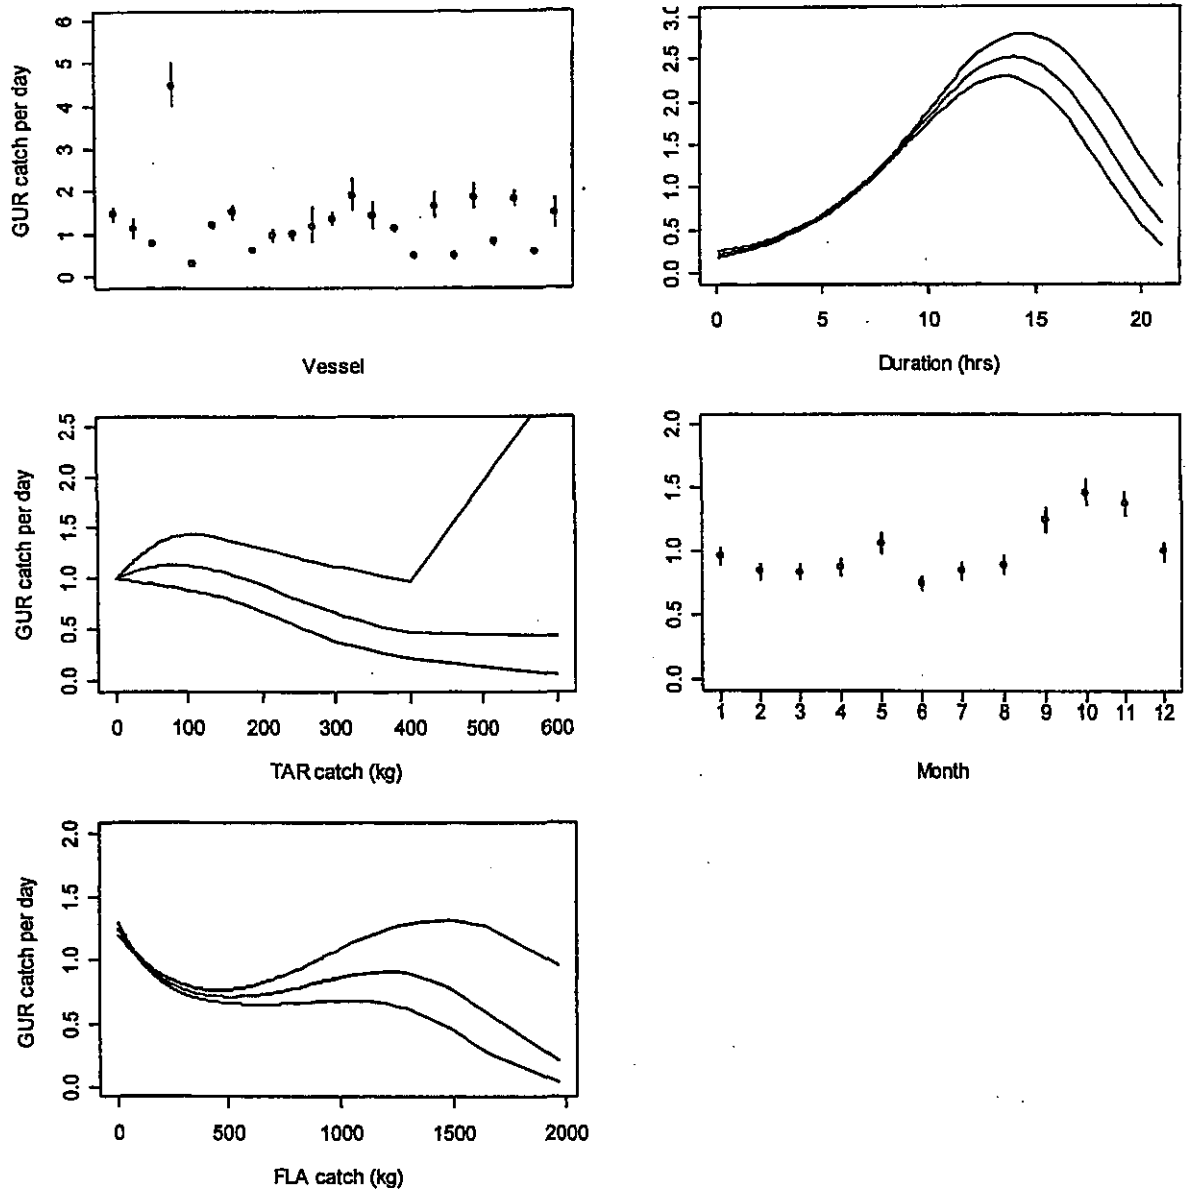 GUR catch per day
6
5
4
3
2
1
0
Vessel
3.0
2.5
2.0
1.5
1.0
0.5
0.0
0 5 10 15 20
Duration (hrs)
GUR catch per day
2.5
2.0
1.5
1.0
0.5
0.0
0 100 200 300 400 500 600
TAR catch (kg)
2.0
1.5
1.0
0.5
0.0
1 2 3 4 5 6 7 8 9 10 11 12
Month
GUR catch per day
2.0
1.5
1.0
0.5
0.0
0 500 1000 1500 2000
FLA catch (kg)